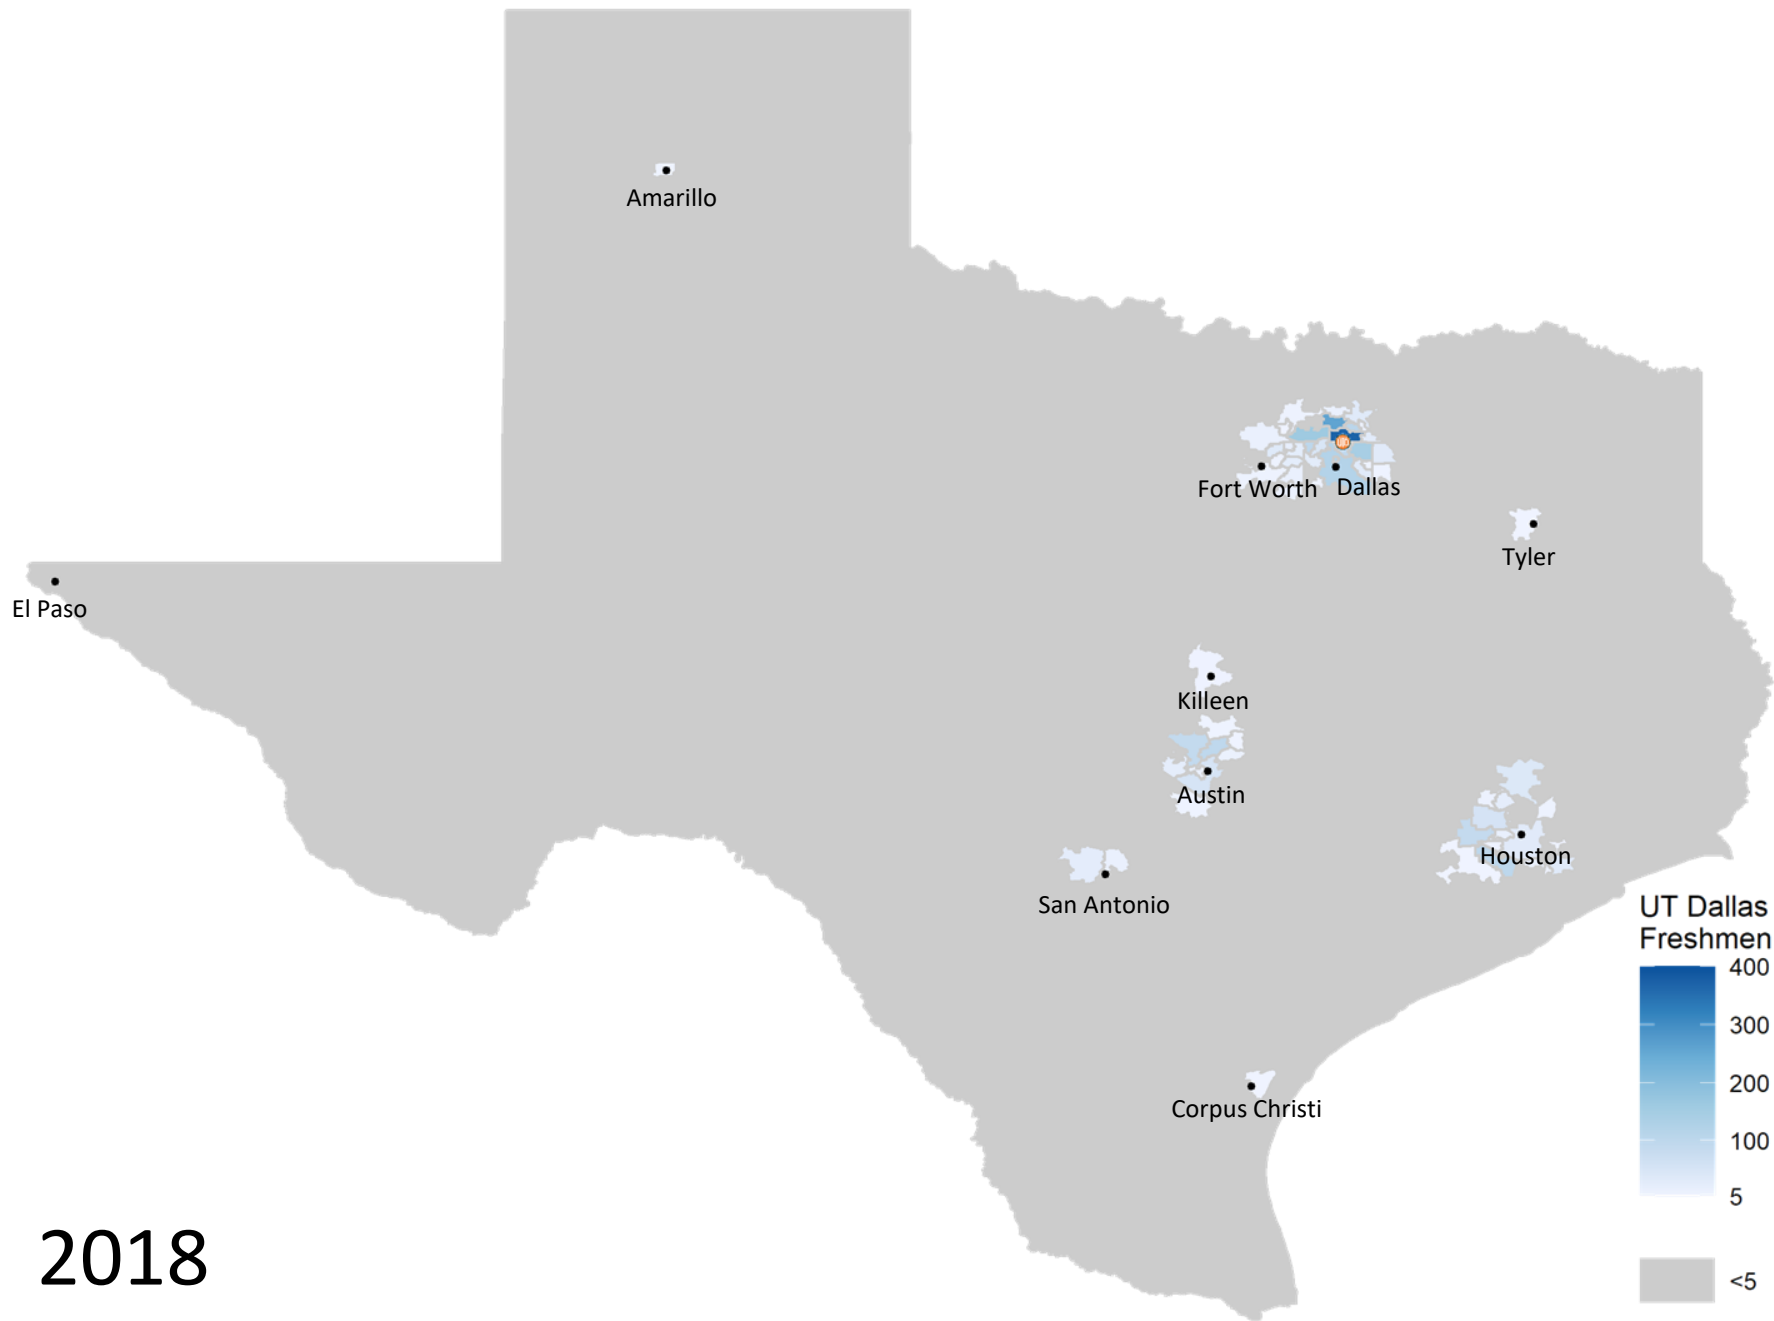 Amarillo
Fort Worth
Dallas
Tyler
El Paso
Killeen
Austin
Houston
San Antonio
Corpus Christi
UT Dallas
Freshmen
400
300
200
100
5
<5
2018